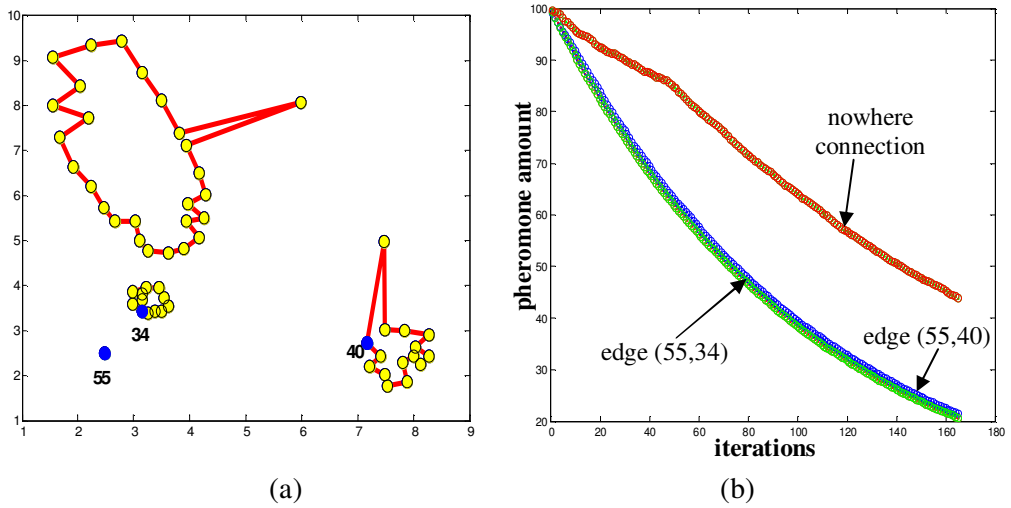 10
9
8
7
6
5
4
3
2
1
1 2 3 4 5 6 7 8 9
34
55
40
(a)
100
90
80
70
60
50
40
30
20
0 20 40 60 80 100 120 140 160 180
pheromone amount
iterations
nowhere
connection
edge (55,34)
edge (55,40)
(b)